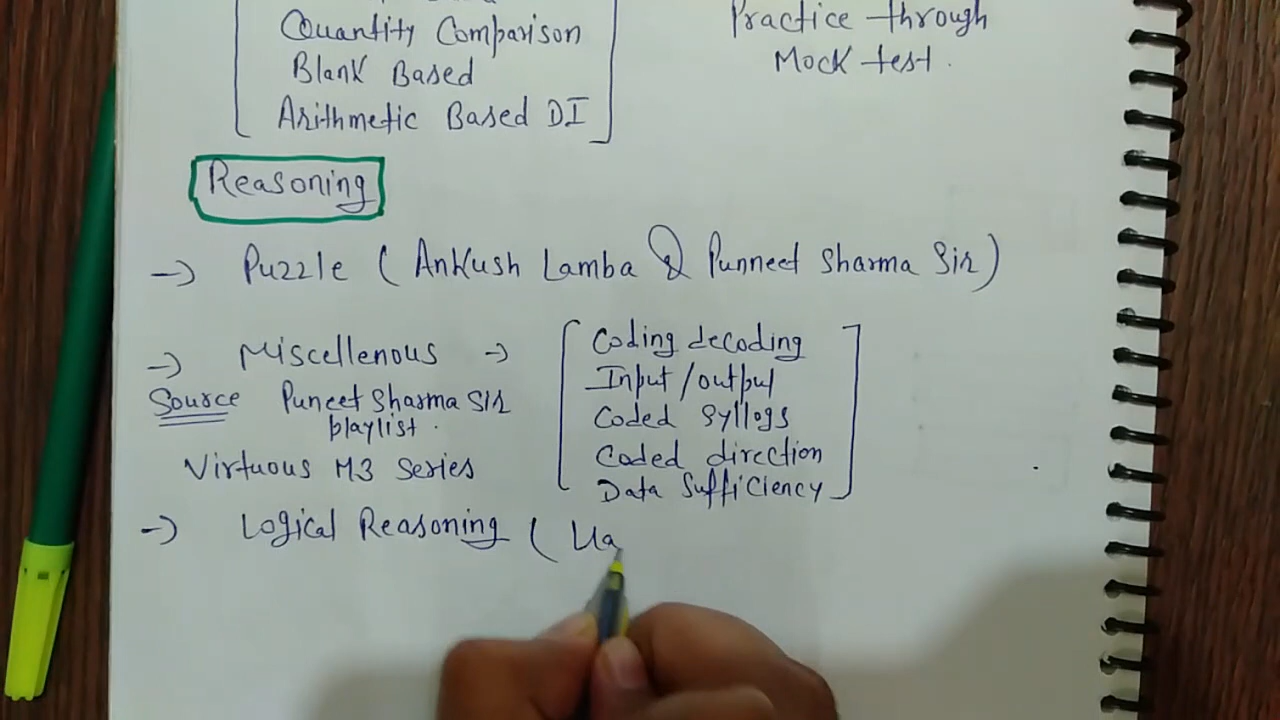 Quantity Comparison
Blank Based
Arithmetic Based DI
Practice through
Mock test.
Reasoning
-> Puzzle (Ankush Lamba & Punneet Sharma Sir)
-> Miscellenous ->
Source Puneet Sharma Sir
playlist.
Virtuous M3 Series
Coding decoding
Input/output
Coded Syllogs
Coded direction
Data Sufficiency
-> Logical Reasoning (